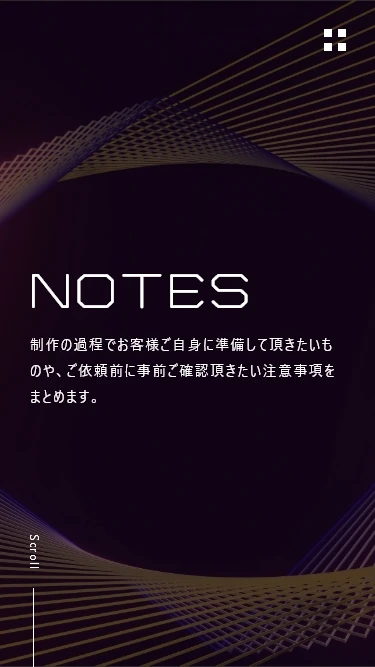 NOTES
制作の過程でお客様ご自身に準備して頂きたいも
のや、ご依頼前に事前ご確認頂きたい注意事項を
まとめます。
Scroll